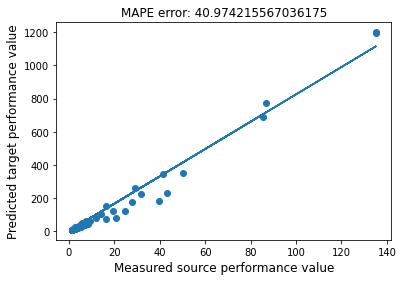 MAPE error: 40.974215567036175
Predicted target performance value
1200
1000
800
600
400
200
0
0 20 40 60 80 100 120 140
Measured source performance value